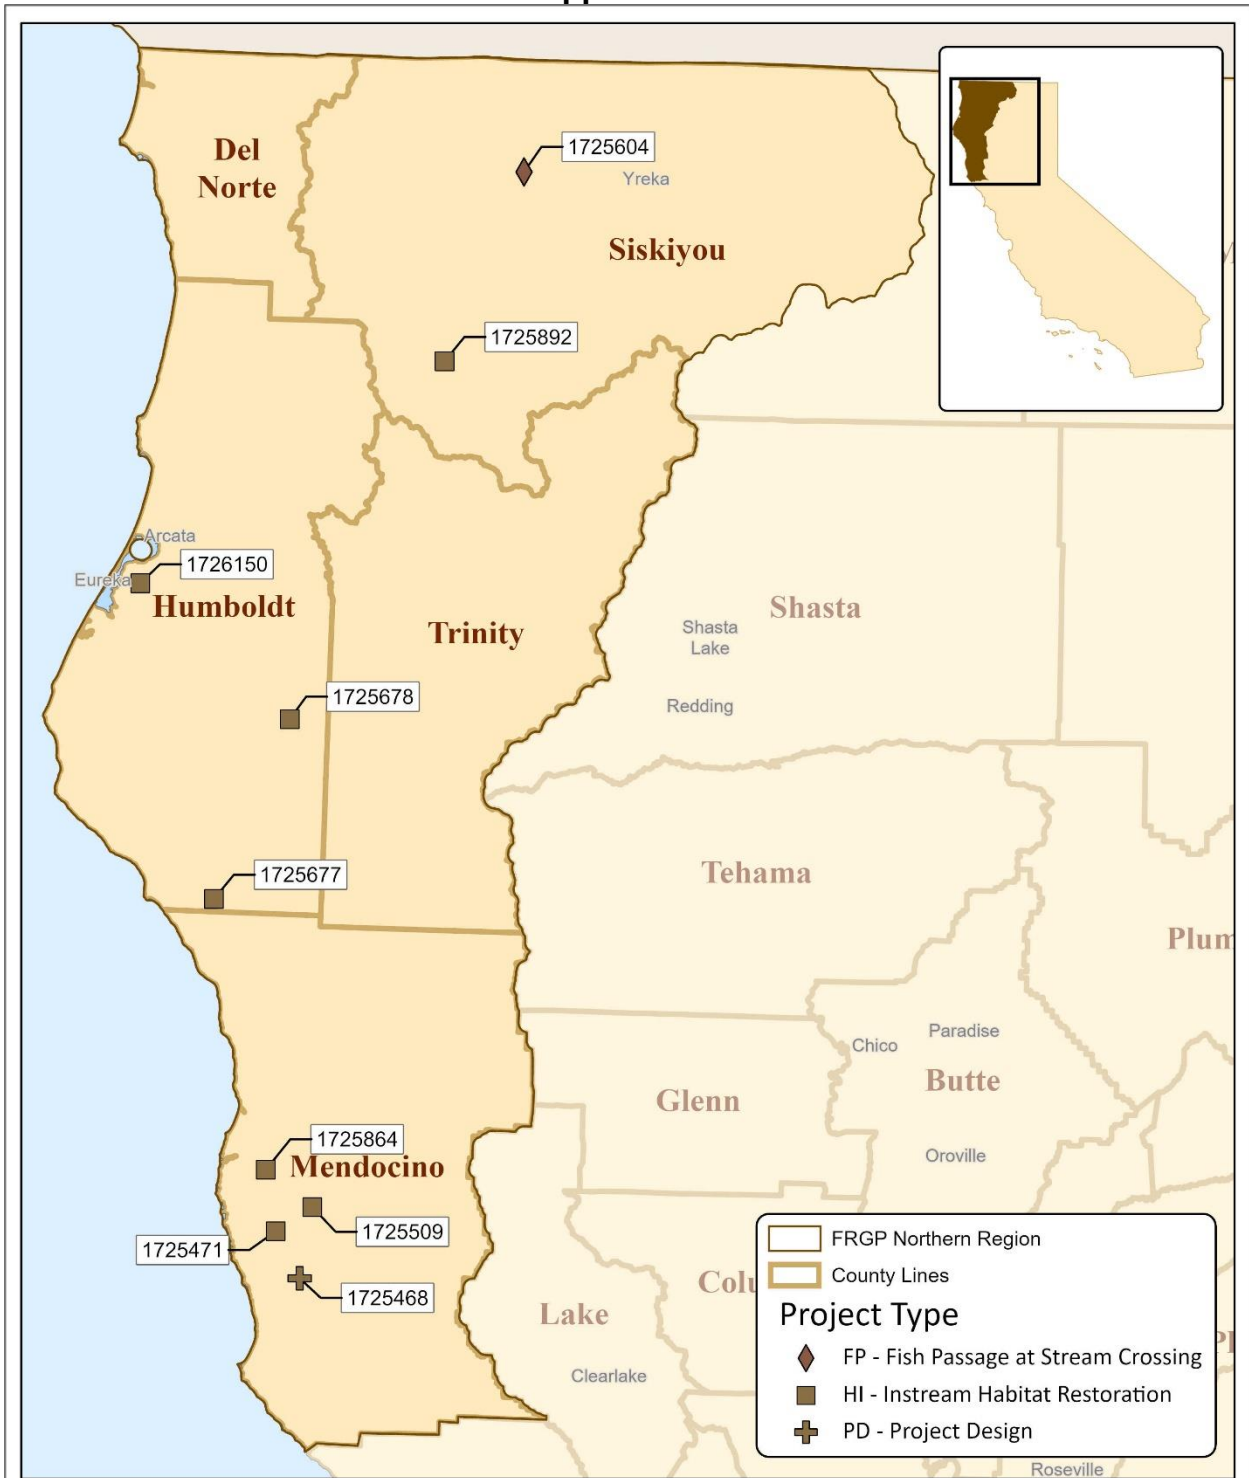 1725604
Del
Norte
Yreka
Siskiyou
1725892
Arcata
1726150
Eureka
Humboldt
Shasta
Trinity
Shasta
Lake
1725678
Redding
1725677
Tehama
Plum
Paradise
Chico
Butte
Glenn
1725864
Mendocino
Oroville
1725509
1725471
1725468
Colu
Lake
Clearlake
FRGP Northern Region
County Lines
Project Type
FP - Fish Passage at Stream Crossing
HI - Instream Habitat Restoration
PD - Project Design
Roseville